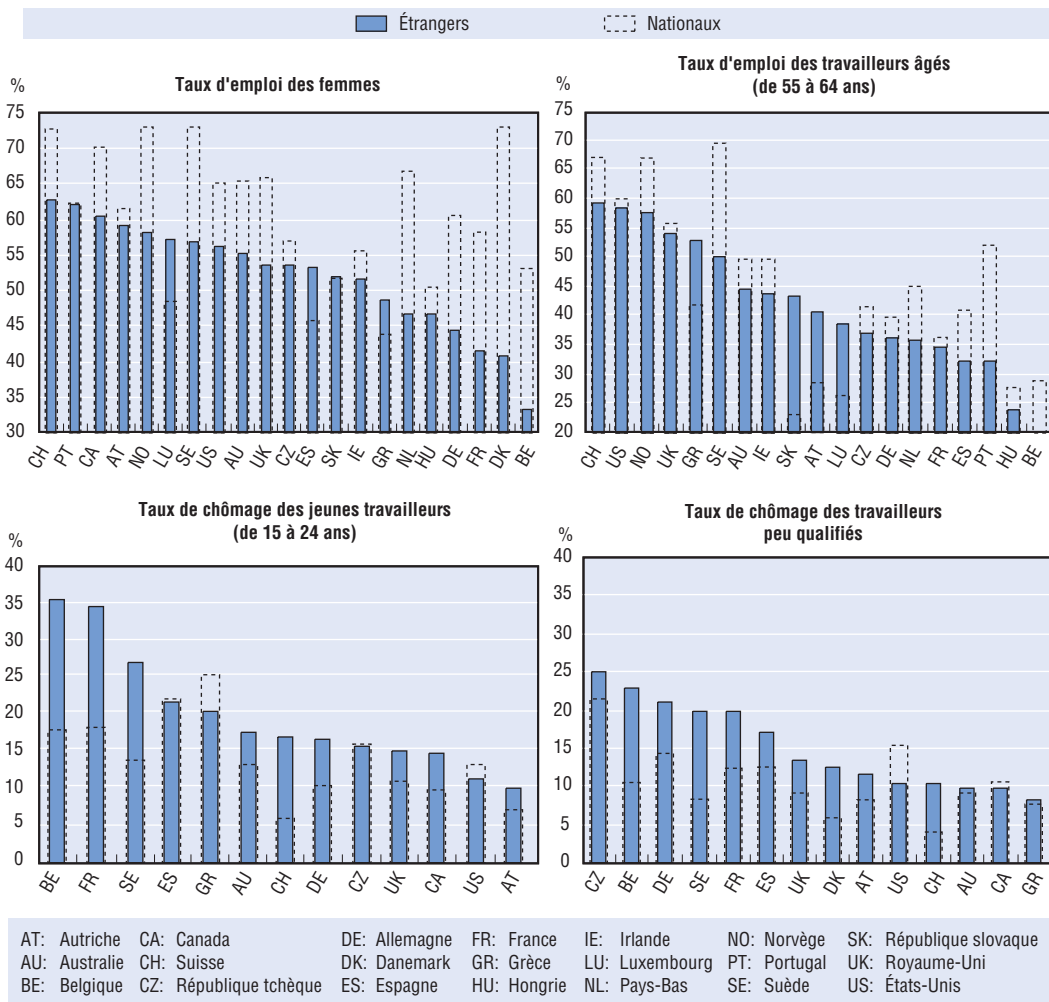 Étrangers Nationaux
Taux d'emploi des femmes
%
75
70
65
60
55
50
45
40
35
30
CH PT CA AT NO LU SE US AU UK CZ ES SK IE GR NL HU DE FR DK BE
Taux d'emploi des travailleurs âgés
(de 55 à 64 ans)
%
75
70
65
60
55
50
45
40
35
30
25
20
CH US NO UK GR SE AU IE SK AT LU CZ DE NL FR ES PT HU BE
Taux de chômage des jeunes travailleurs
(de 15 à 24 ans)
%
40
35
30
25
20
15
10
5
0
BE FR SE ES GR AU CH DE CZ UK CA US AT
Taux de chômage des travailleurs
peu qualifiés
%
40
35
30
25
20
15
10
5
0
CZ BE DE SE FR ES UK DK AT US CH AU CA GR
AT: Autriche CA: Canada DE: Allemagne FR: France IE: Irlande NO: Norvège SK: République slovaque
AU: Australie CH: Suisse DK: Danemark GR: Grèce LU: Luxembourg PT: Portugal UK: Royaume-Uni
BE: Belgique CZ: République tchèque ES: Espagne HU: Hongrie NL: Pays-Bas SE: Suède US: États-Unis